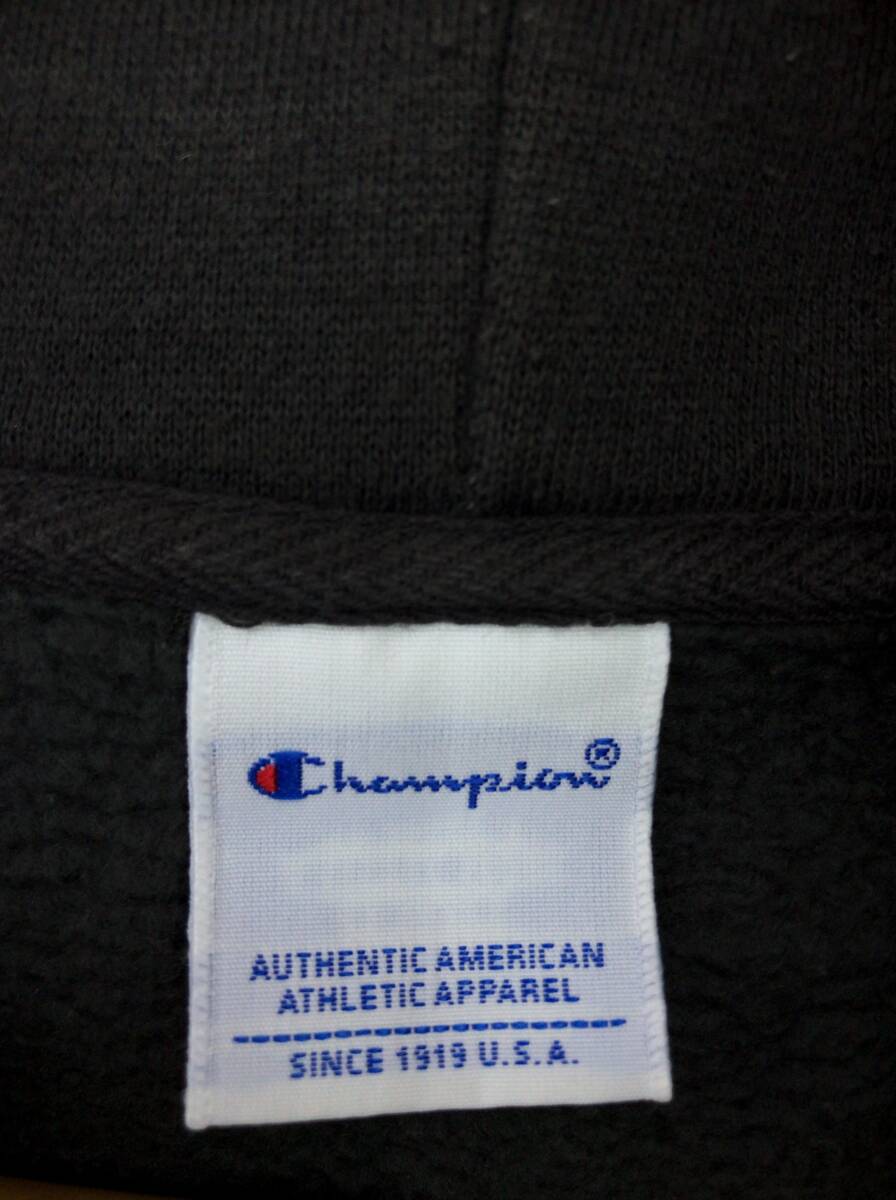 Champion®
AUTHENTIC AMERICAN
ATHLETIC APPAREL
SINCE 1919 U.S.A.